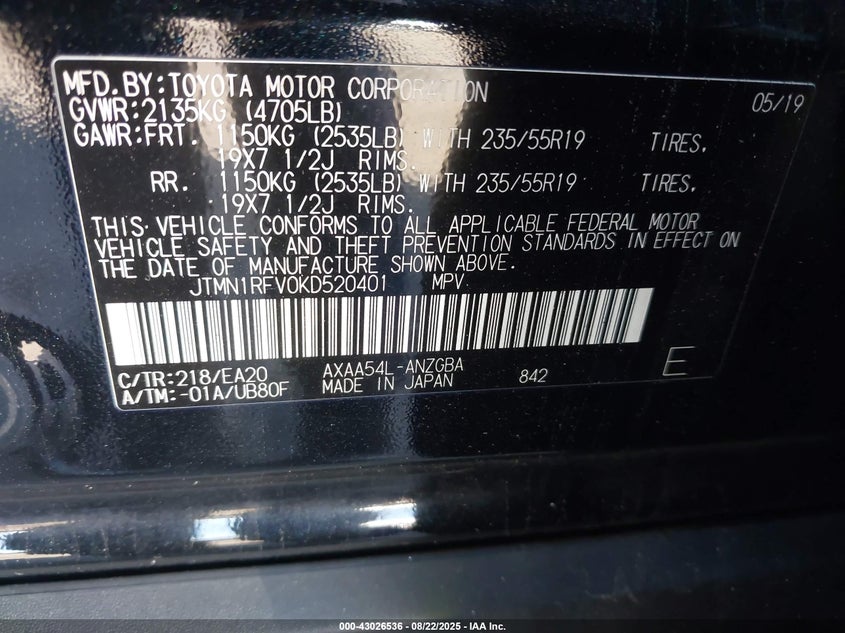 MFD.BY:TOYOTA MOTOR CORPORATION 05/19
GVWR:2135KG (4705LB)
GAWR:FRT. 1150KG (2535LB) WITH 235/55R19 TIRES.
19X7 1/2J RIMS.
RR. 1150KG (2535LB) WITH 235/55R19 TIRES.
19X7 1/2J RIMS.
THIS VEHICLE CONFORMS TO ALL APPLICABLE FEDERAL MOTOR
VEHICLE SAFETY AND THEFT PREVENTION STANDARDS IN EFFECT ON
THE DATE OF MANUFACTURE SHOWN ABOVE.
JTMN1RFV0KD520401 MPV
C/TR:218/EA20 AXAA54L-ANZGBA 842 E
A/TM:-01A/UB80F MADE IN JAPAN
000-43026536 - 08/22/2025 - IAA Inc.